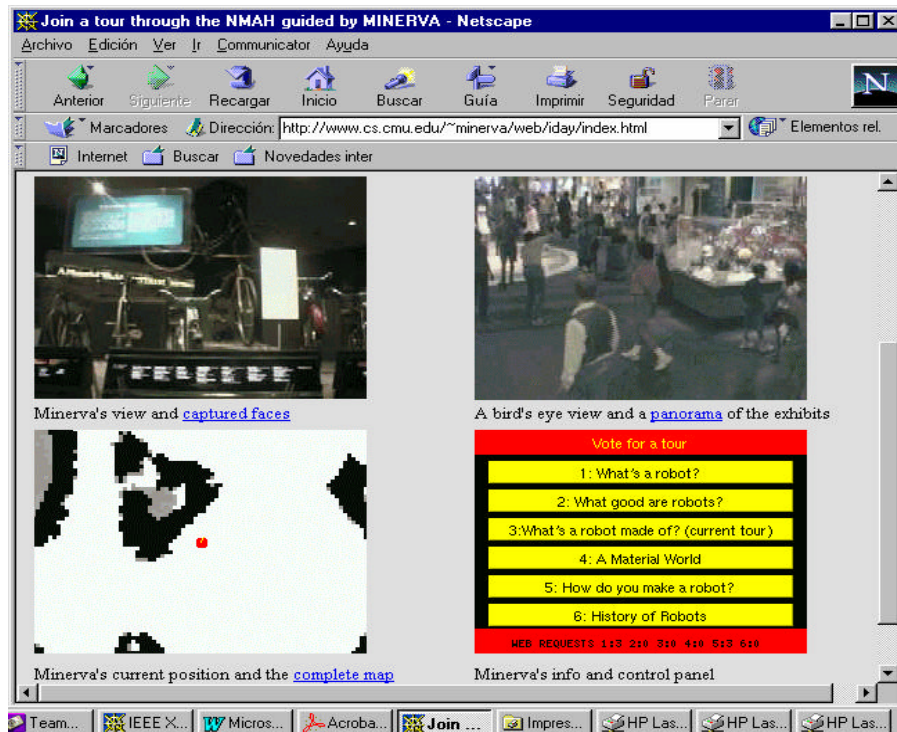 Join a tour through the NMAH guided by MINERVA - Netscape
Archivo Edición Ver Ir Communicator Ayuda
Anterior Siguiente Recargar Inicio Buscar Guía Imprimir Seguridad Parar
N
Marcadores Dirección: http://www.cs.cmu.edu/~minerva/web/iday/index.html Elementos rel.
Internet Buscar Novedades inter
Minerva's view and captured faces
A bird's eye view and a panorama of the exhibits
Vote for a tour
1: What's a robot?
2: What good are robots?
3:What's a robot made of? (current tour)
4: A Material World
5: How do you make a robot?
6: History of Robots
WEB REQUESTS 1:3 2:0 3:0 4:0 5:3 6:0
Minerva's current position and the complete map
Minerva's info and control panel
Team... IEEE X... Micros... Acroba... Join ... Impres... HP Las... HP Las... HP Las...